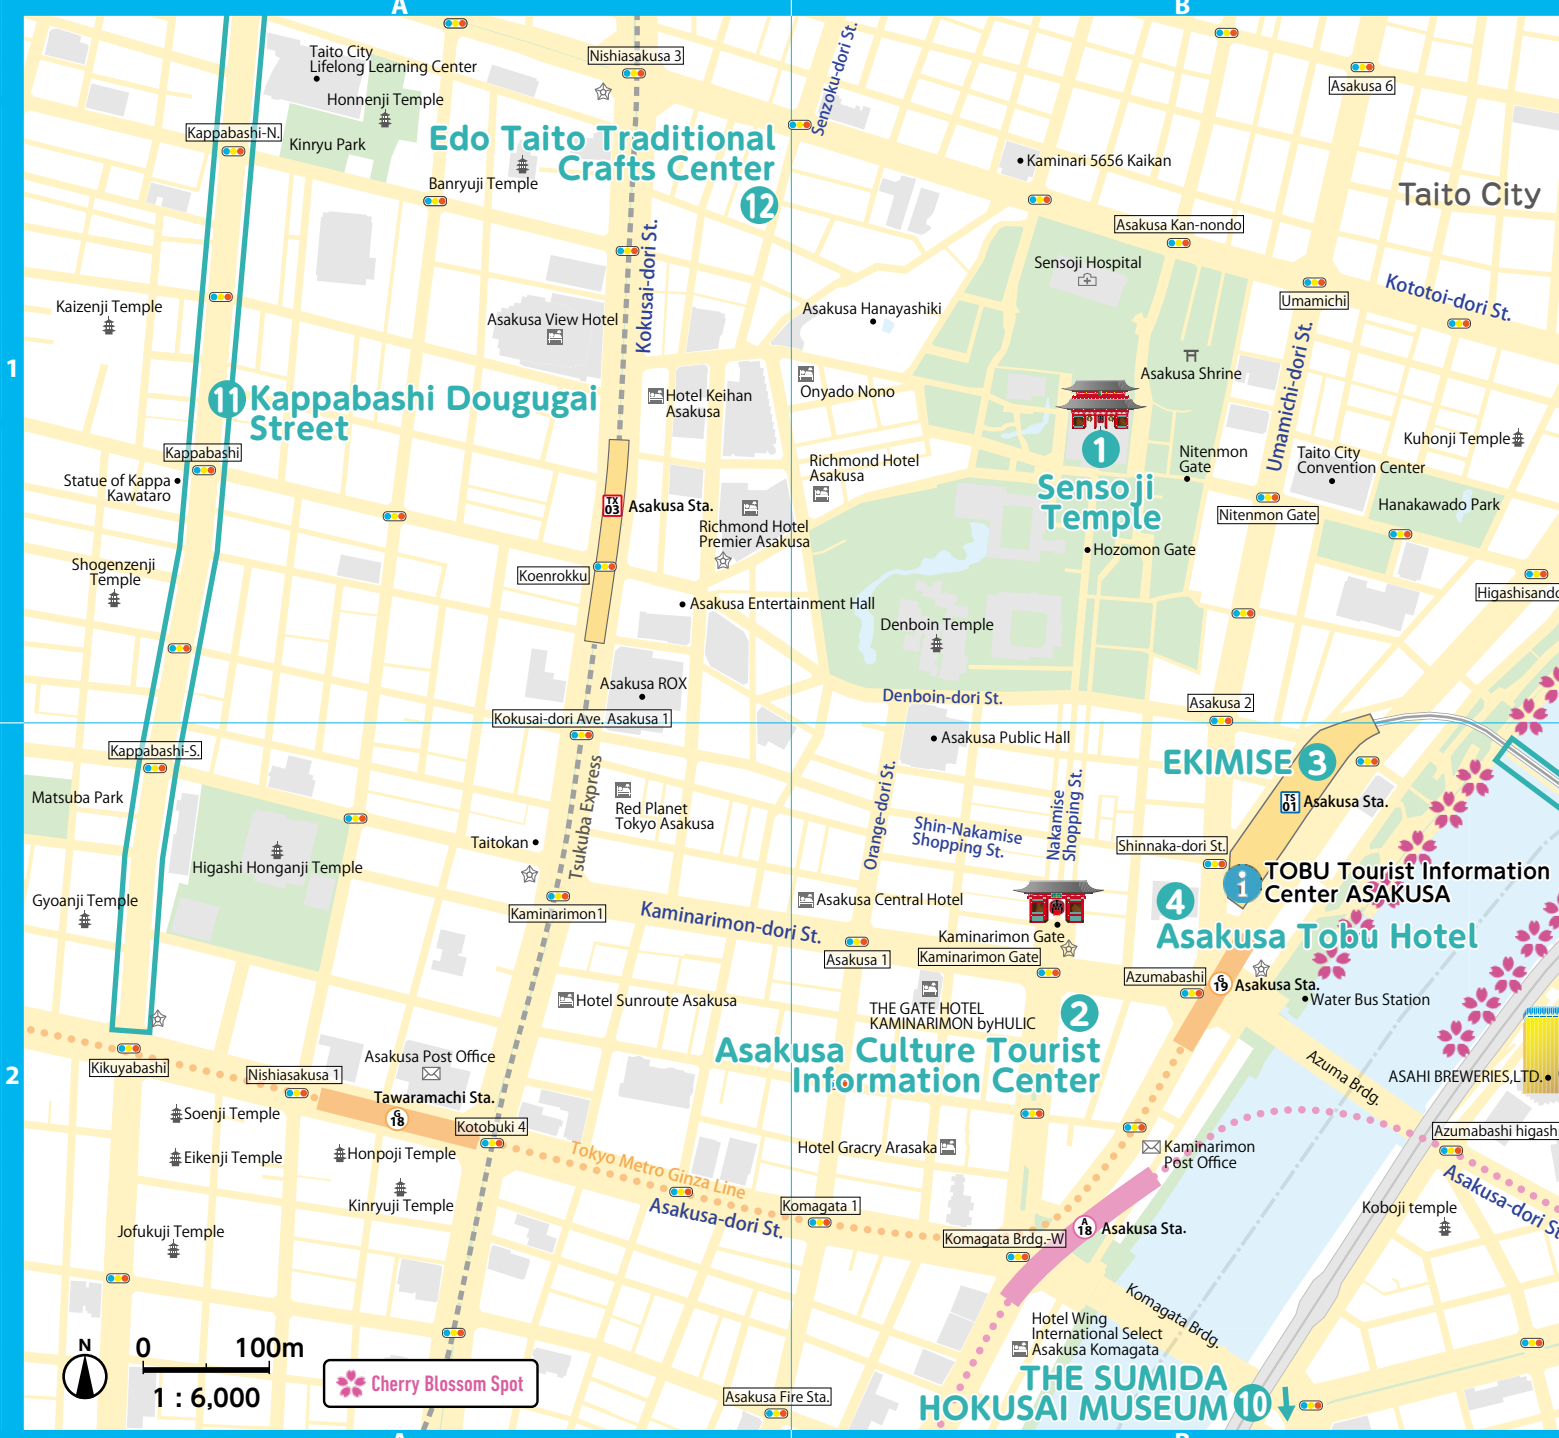 A
B
Taito City
Lifelong Learning Center
Honnenji Temple
Kinryu Park
Kappabashi-N.
Nishiasakusa 3
Senzoku-dori St.
Asakusa 6
Edo Taito Traditional
Crafts Center
12
Banryuji Temple
Kaminari 5656 Kaikan
Taito City
Asakusa Kan-nondo
Sensoji Hospital
Kokusai-dori St.
Umamichi
Kototoi-dori St.
Kaizenji Temple
Asakusa View Hotel
Asakusa Hanayashiki
Umamichi-dori St.
1
Asakusa Shrine
Onyado Nono
11
Kappabashi Dougugai
Street
Hotel Keihan
Asakusa
1
Sensoji
Temple
Kappabashi
Statue of Kappa
Kawataro
Richmond Hotel
Asakusa
Nitenmon
Gate
Taito City
Convention Center
Kuhonji Temple
Hanakawado Park
Nitenmon Gate
TX
03
Asakusa Sta.
Richmond Hotel
Premier Asakusa
Hozomon Gate
Shogenzenji
Temple
Koenrokku
Asakusa Entertainment Hall
Higashisando
Denboin Temple
Asakusa ROX
Denboin-dori St.
Asakusa 2
Kokusai-dori Ave. Asakusa 1
Kappabashi-S.
Asakusa Public Hall
EKIMISE
3
TS
01
Asakusa Sta.
Matsuba Park
Tsukuba Express
Red Planet
Tokyo Asakusa
Orange-dori St.
Shin-Nakamise
Shopping St.
Nakamise
Shopping St.
Taitokan
Shinnaka-dori St.
Higashi Honganji Temple
i
TOBU Tourist Information
Center ASAKUSA
Gyoanji Temple
Kaminarimon1
Kaminarimon-dori St.
Asakusa Central Hotel
4
Asakusa Tobu Hotel
Kaminarimon Gate
Asakusa 1
Kaminarimon Gate
Azumabashi
G
19
Asakusa Sta.
Water Bus Station
Hotel Sunroute Asakusa
THE GATE HOTEL
KAMINARIMON byHULIC
2
Asakusa Culture Tourist
Information Center
Kikuyabashi
Nishiasakusa 1
Asakusa Post Office
Azuma Brdg.
ASAHI BREWERIES,LTD.
2
Tawaramachi Sta.
G
18
Kotobuki 4
Soenji Temple
Eikenji Temple
Honpoji Temple
Kinryuji Temple
Tokyo Metro Ginza Line
Asakusa-dori St.
Hotel Gracry Arasaka
Kaminarimon
Post Office
Azumabashi higash
Asakusa-dori St.
Koboji temple
Jofukuji Temple
Komagata 1
Komagata Brdg.-W
A
18
Asakusa Sta.
Komagata Brdg.
Hotel Wing
International Select
Asakusa Komagata
THE SUMIDA
HOKUSAI MUSEUM
10
N
0
100m
1 : 6,000
Cherry Blossom Spot
Asakusa Fire Sta.
A
B